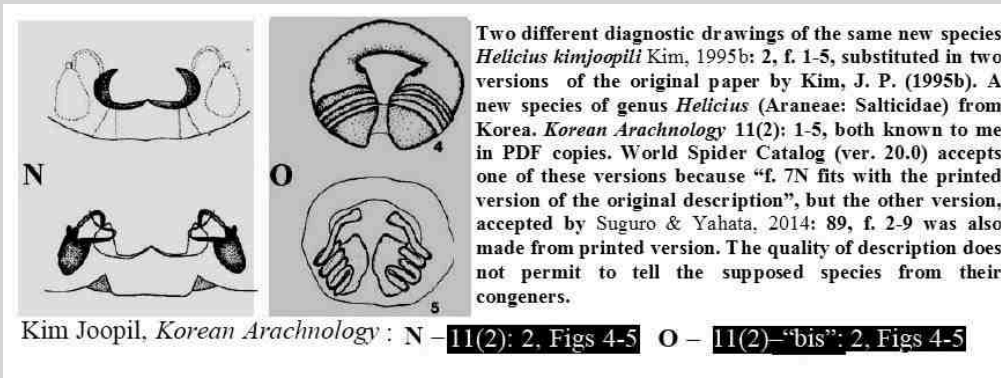 Two different diagnostic drawings of the same new species
Helicius kimjoopili Kim, 1995b: 2, f. 1-5, substituted in two
versions of the original paper by Kim, J. P. (1995b). A
new species of genus Helicius (Araneae: Salticidae) from
Korea. Korean Arachnology 11(2): 1-5, both known to me
in PDF copies. World Spider Catalog (ver. 20.0) accepts
one of these versions because “f. 7N fits with the printed
version of the original description”, but the other version,
accepted by Suguro & Yahata, 2014: 89, f. 2-9 was also
made from printed version. The quality of description does
not permit to tell the supposed species from their
congeners.
N
O
4
5
Kim Joopil, Korean Arachnology : N – 11(2): 2, Figs 4-5 O – 11(2)–“bis”: 2, Figs 4-5